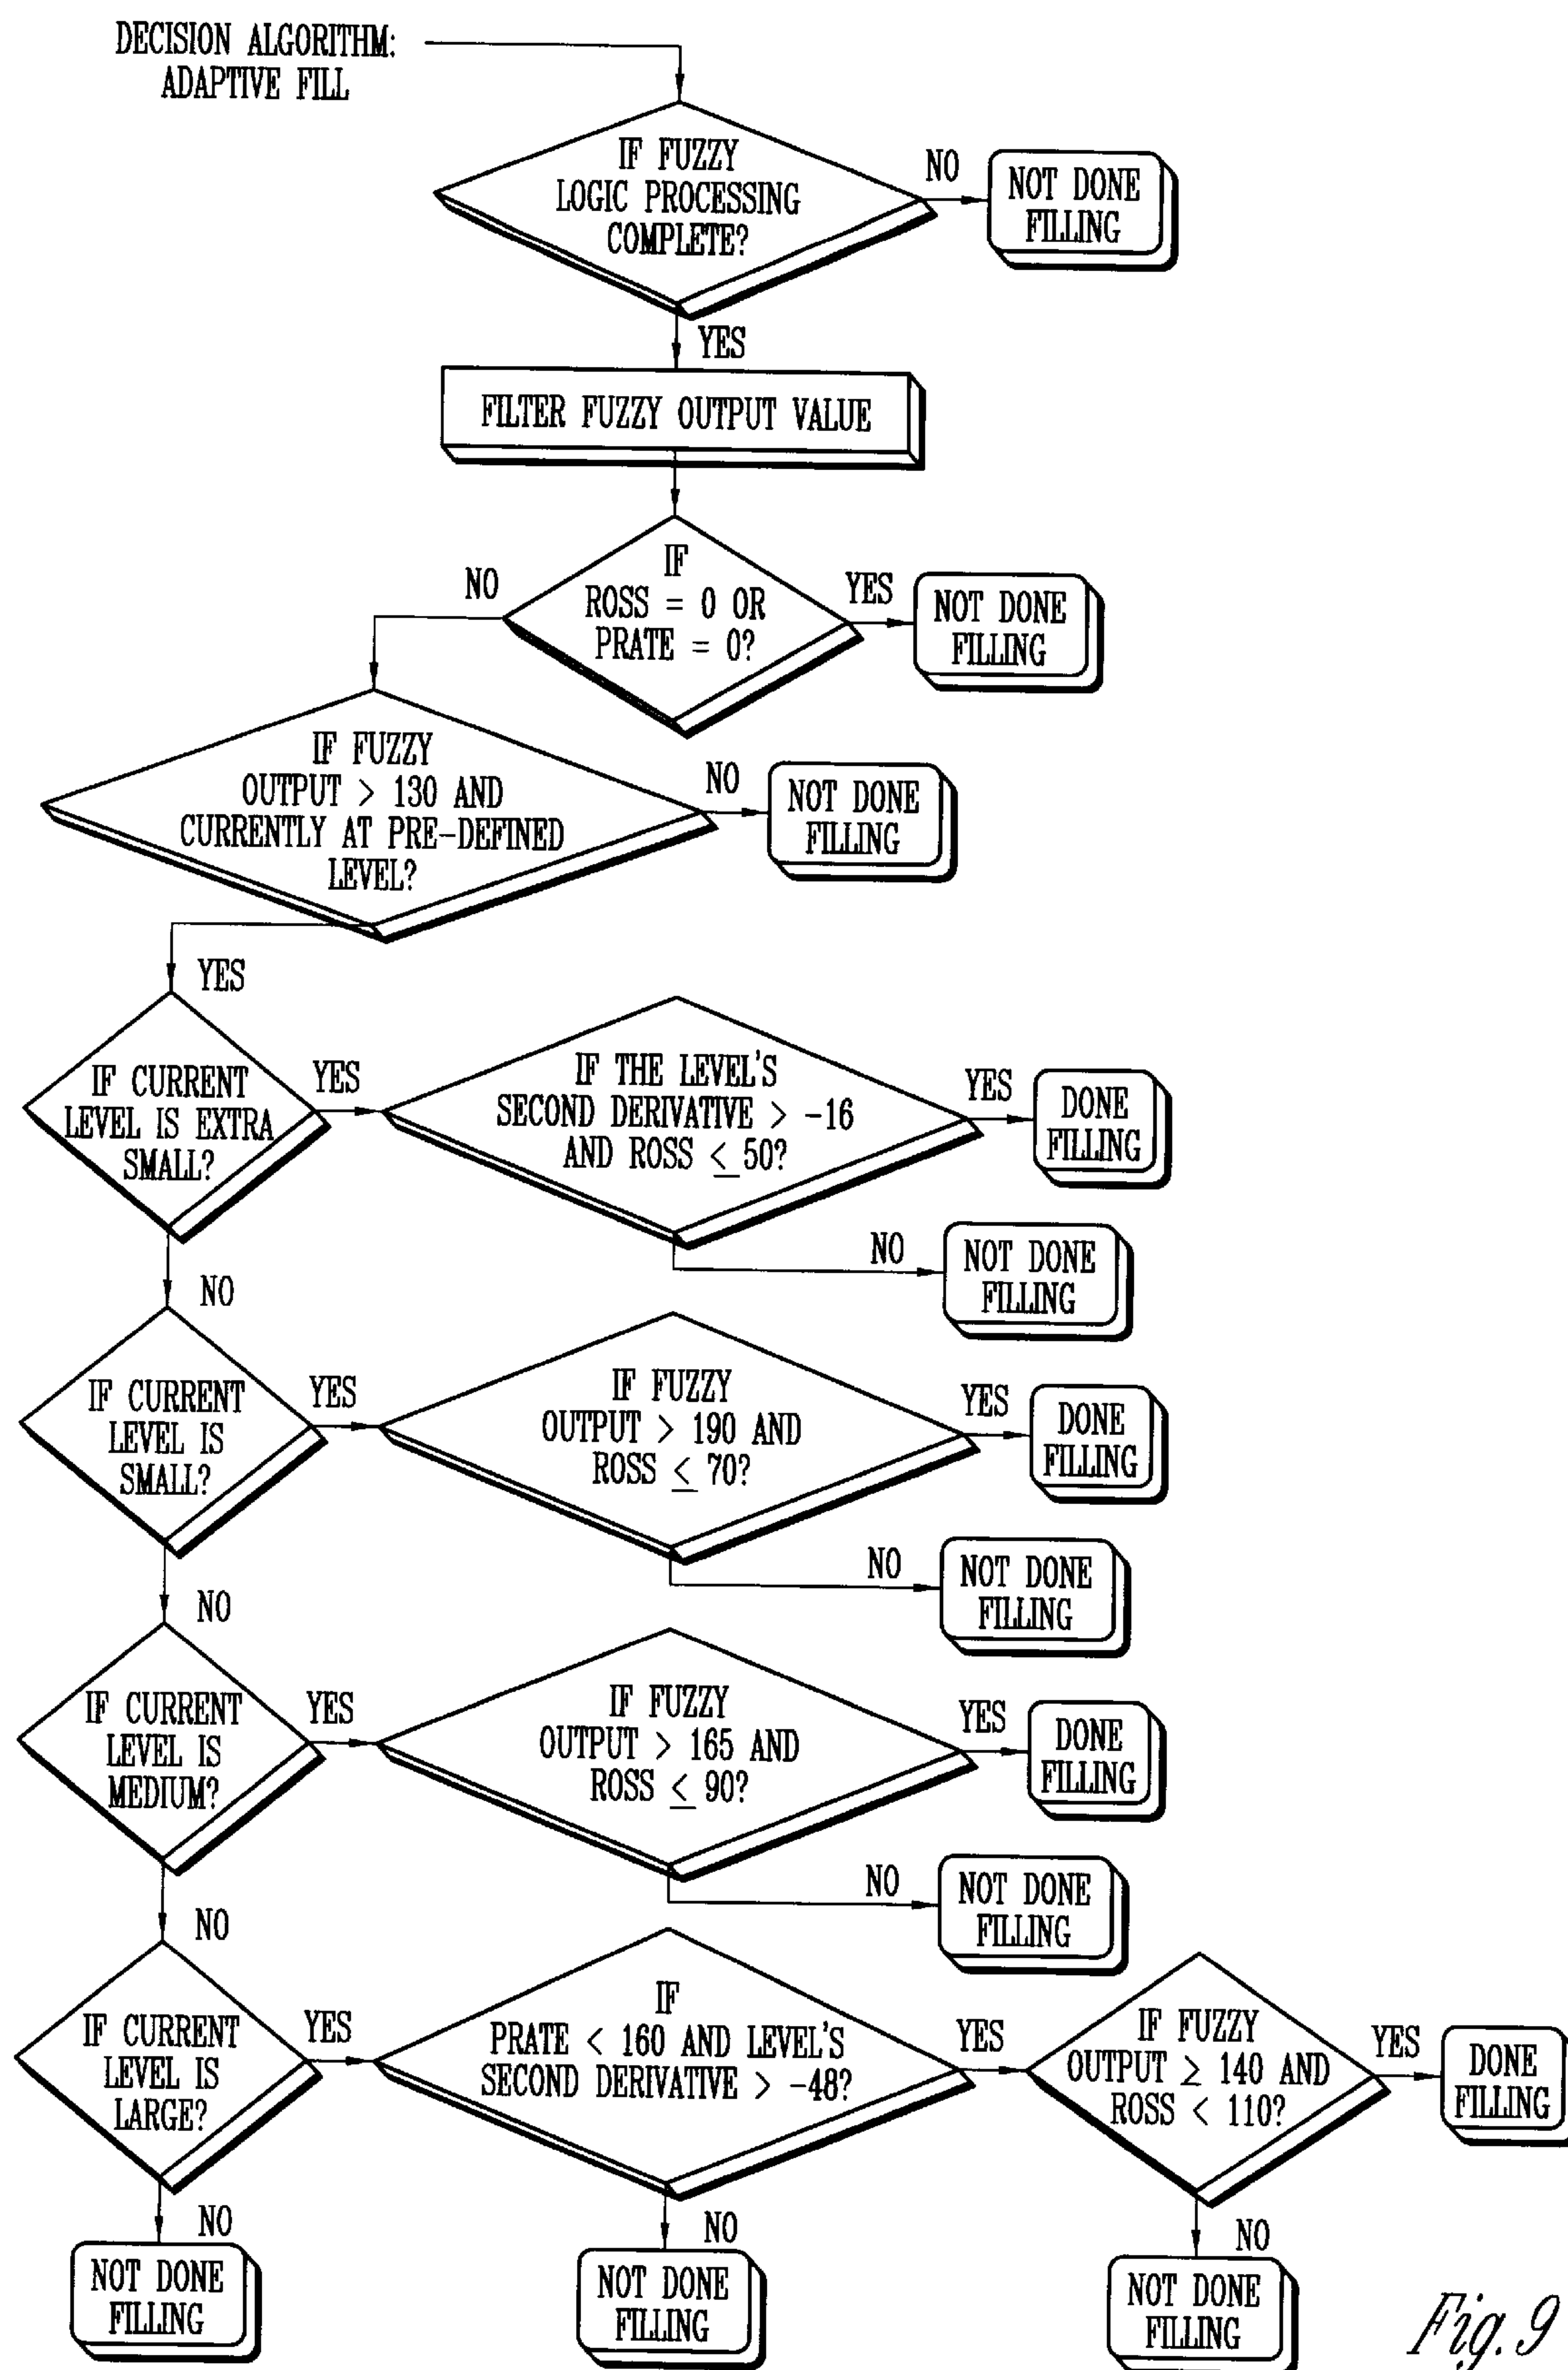 DECISION ALGORITHM:
ADAPTIVE FILL
IF FUZZY
LOGIC PROCESSING
COMPLETE?
NO
NOT DONE
FILLING
YES
FILTER FUZZY OUTPUT VALUE
IF
ROSS = 0 OR
PRATE = 0?
NO
YES
NOT DONE
FILLING
IF FUZZY
OUTPUT > 130 AND
CURRENTLY AT PRE-DEFINED
LEVEL?
NO
NOT DONE
FILLING
YES
IF CURRENT
LEVEL IS EXTRA
SMALL?
YES
IF THE LEVEL'S
SECOND DERIVATIVE > -16
AND ROSS ≤ 50?
YES
DONE
FILLING
NO
NOT DONE
FILLING
NO
IF CURRENT
LEVEL IS
SMALL?
YES
IF FUZZY
OUTPUT > 190 AND
ROSS ≤ 70?
YES
DONE
FILLING
NO
NOT DONE
FILLING
NO
IF CURRENT
LEVEL IS
MEDIUM?
YES
IF FUZZY
OUTPUT > 165 AND
ROSS ≤ 90?
YES
DONE
FILLING
NO
NOT DONE
FILLING
NO
IF CURRENT
LEVEL IS
LARGE?
YES
IF
PRATE < 160 AND LEVEL'S
SECOND DERIVATIVE > -48?
YES
IF FUZZY
OUTPUT ≥ 140 AND
ROSS < 110?
YES
DONE
FILLING
NO
NOT DONE
FILLING
NO
NOT DONE
FILLING
NO
NOT DONE
FILLING
Fig. 9